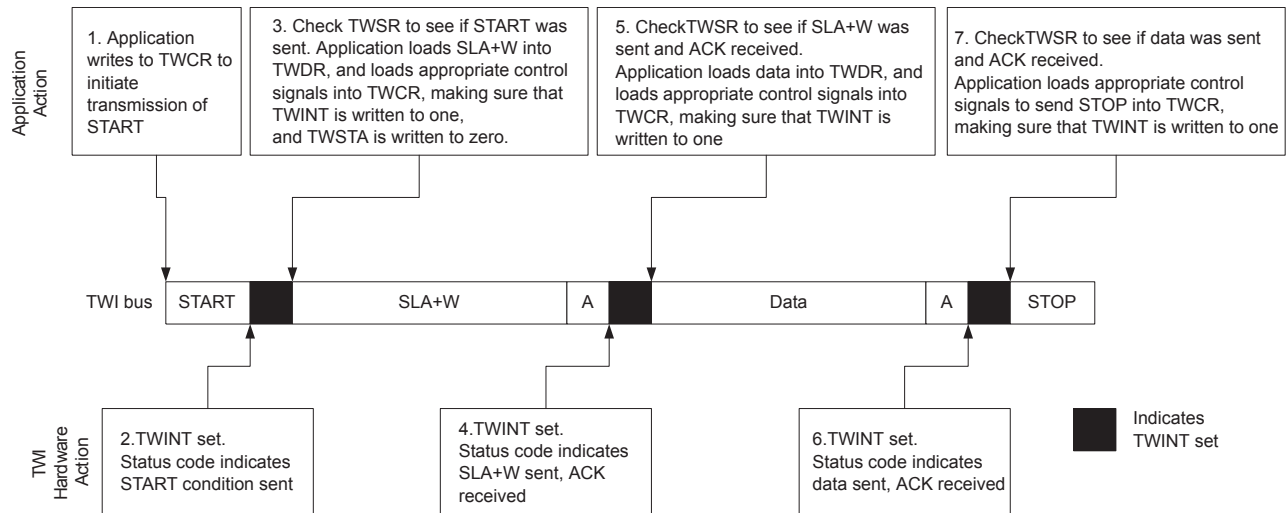 Application
Action
1. Application
writes to TWCR to
initiate
transmission of
START
3. Check TWSR to see if START was
sent. Application loads SLA+W into
TWDR, and loads appropriate control
signals into TWCR, making sure that
TWINT is written to one,
and TWSTA is written to zero.
5. CheckTWSR to see if SLA+W was
sent and ACK received.
Application loads data into TWDR, and
loads appropriate control signals into
TWCR, making sure that TWINT is
written to one
7. CheckTWSR to see if data was sent
and ACK received.
Application loads appropriate control
signals to send STOP into TWCR,
making sure that TWINT is written to one
TWI bus
START
SLA+W
A
Data
A
STOP
TWI
Hardware
Action
2.TWINT set.
Status code indicates
START condition sent
4.TWINT set.
Status code indicates
SLA+W sent, ACK
received
6.TWINT set.
Status code indicates
data sent, ACK received
Indicates
TWINT set